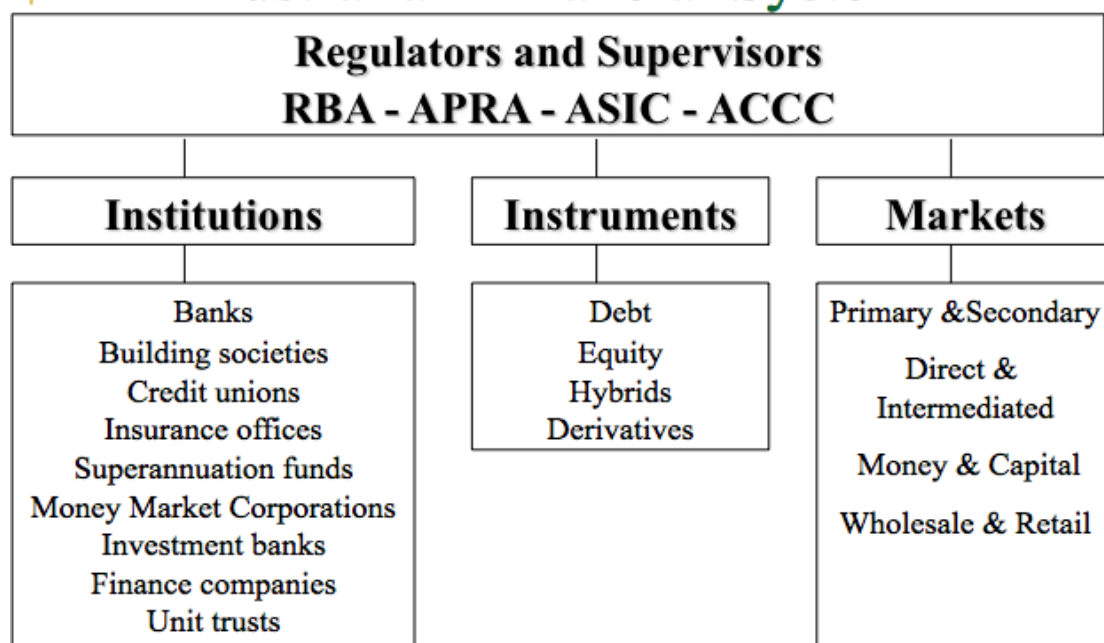 Regulators and Supervisors
RBA - APRA - ASIC - ACCC
Institutions
Banks
Building societies
Credit unions
Insurance offices
Superannuation funds
Money Market Corporations
Investment banks
Finance companies
Unit trusts
Instruments
Debt
Equity
Hybrids
Derivatives
Markets
Primary &Secondary
Direct &
Intermediated
Money & Capital
Wholesale & Retail